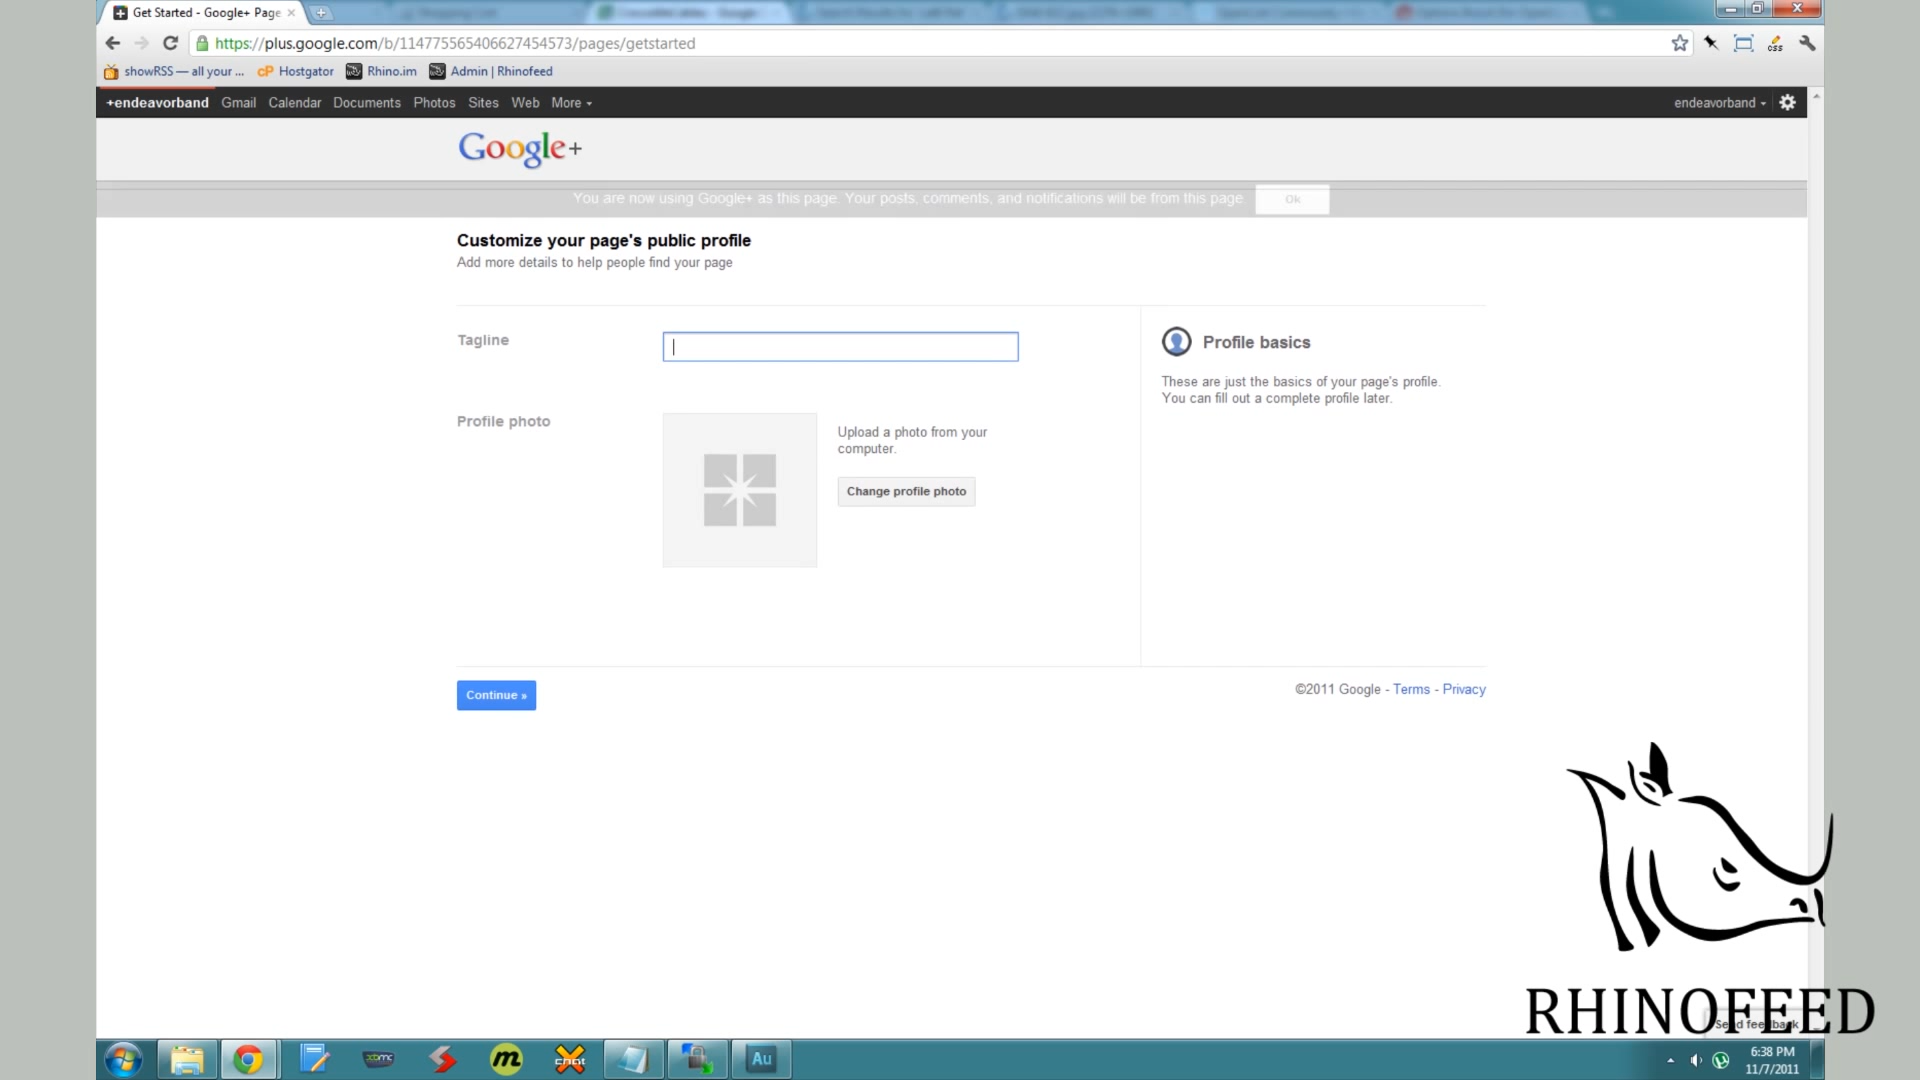 Get Started - Google+ Page
https://plus.google.com/b/114775565406627454573/pages/getstarted
showRSS — all your ... cP Hostgator Rhino.im Admin | Rhinofeed
+endeavorband Gmail Calendar Documents Photos Sites Web More endeavorband
Google+
You are now using Google+ as this page. Your posts, comments, and notifications will be from this page. Ok
Customize your page's public profile
Add more details to help people find your page
Tagline
Profile basics
These are just the basics of your page's profile.
You can fill out a complete profile later.
Profile photo
Upload a photo from your
computer.
Change profile photo
Continue »
©2011 Google - Terms - Privacy
RHINOFEED
Send feedback
xbmc
m
Au
6:38 PM
11/7/2011